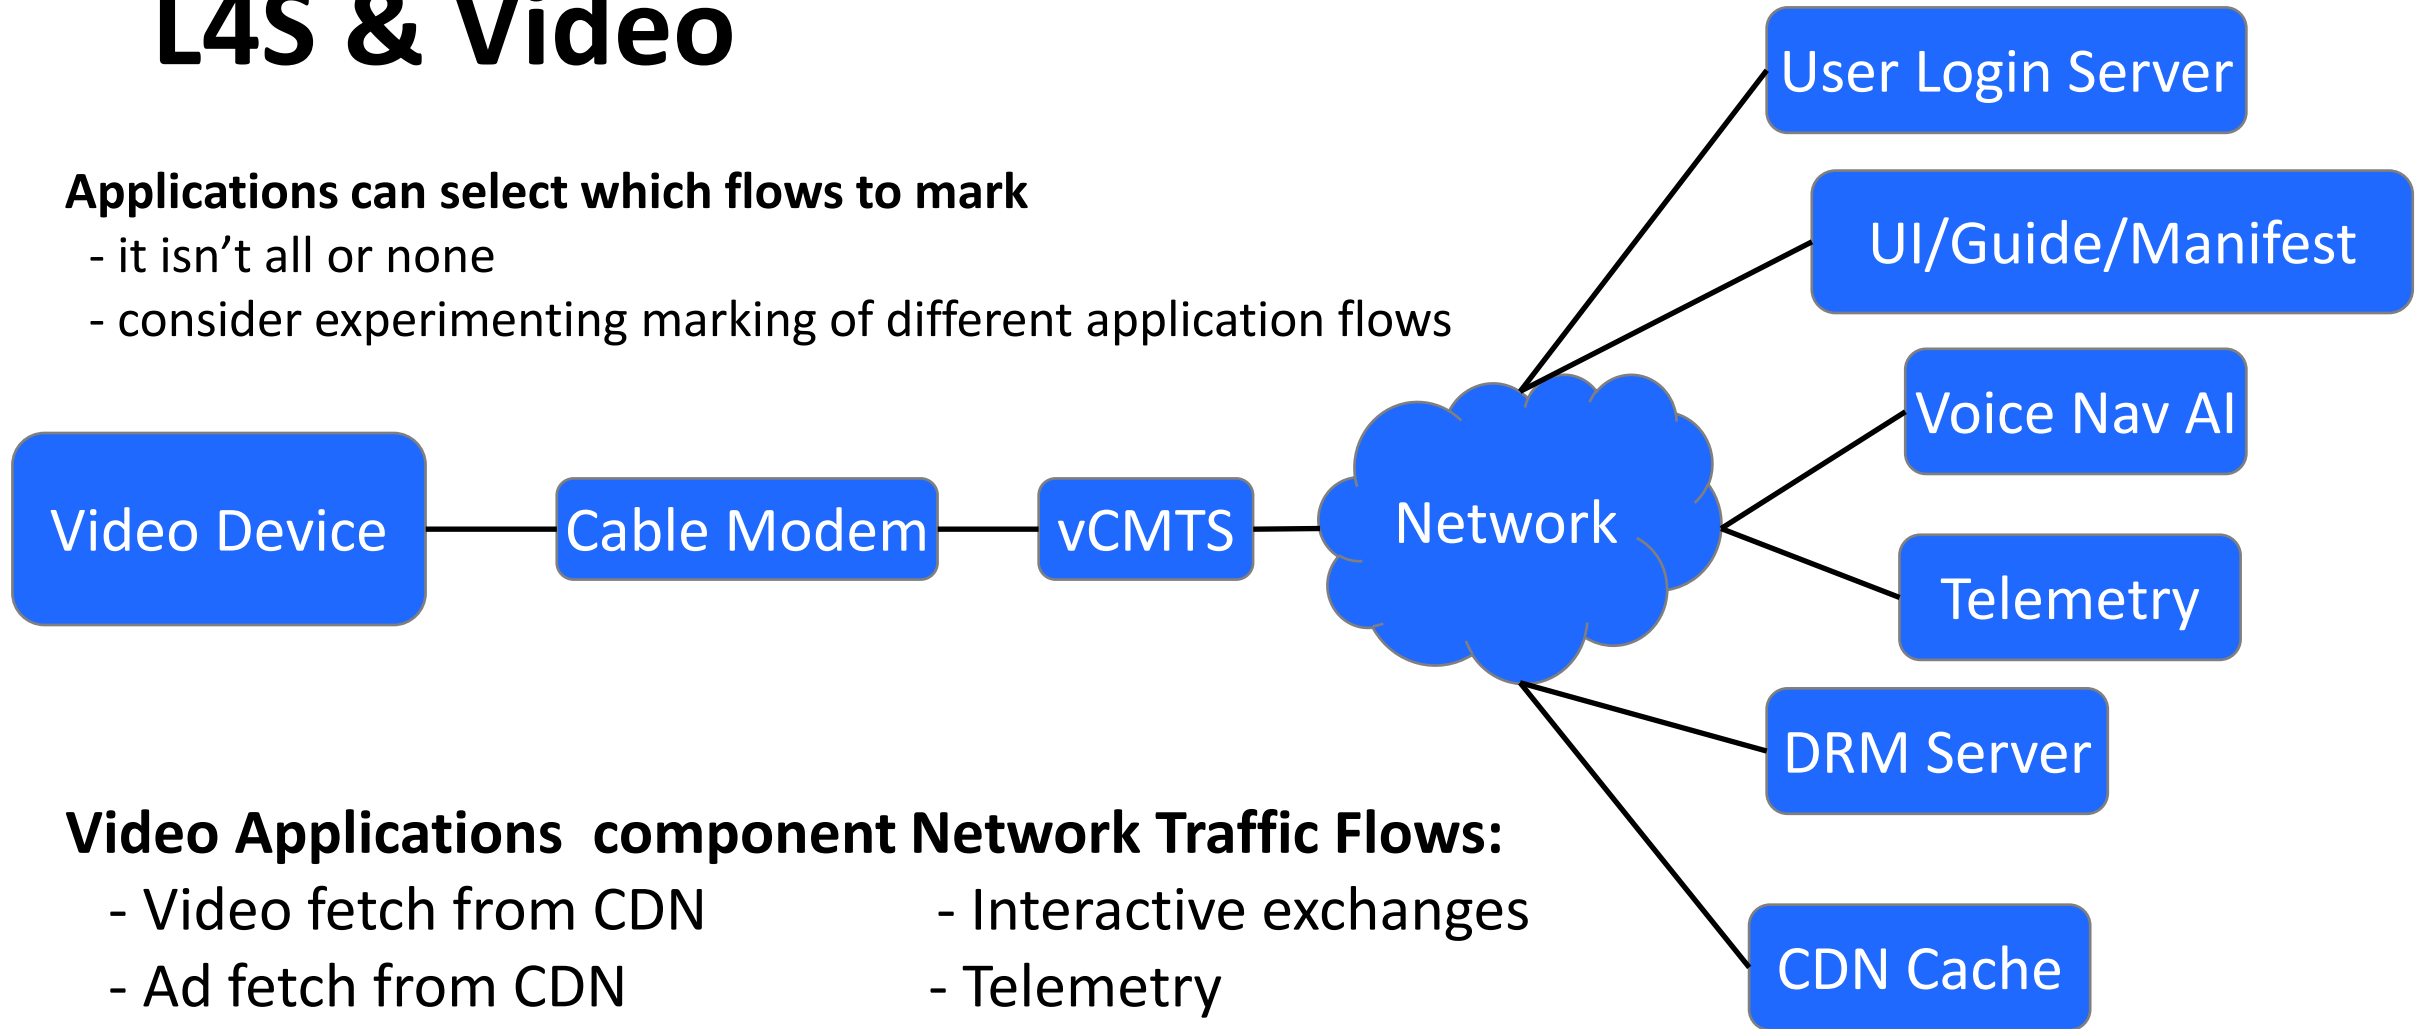 L4S & Video
Applications can select which flows to mark
- it isn’t all or none
- consider experimenting marking of different application flows
User Login Server
UI/Guide/Manifest
Voice Nav AI
Video Device
Cable Modem
vCMTS
Network
Telemetry
DRM Server
CDN Cache
Video Applications  component Network Traffic Flows:
- Video fetch from CDN
- Interactive exchanges
- Ad fetch from CDN
- Telemetry